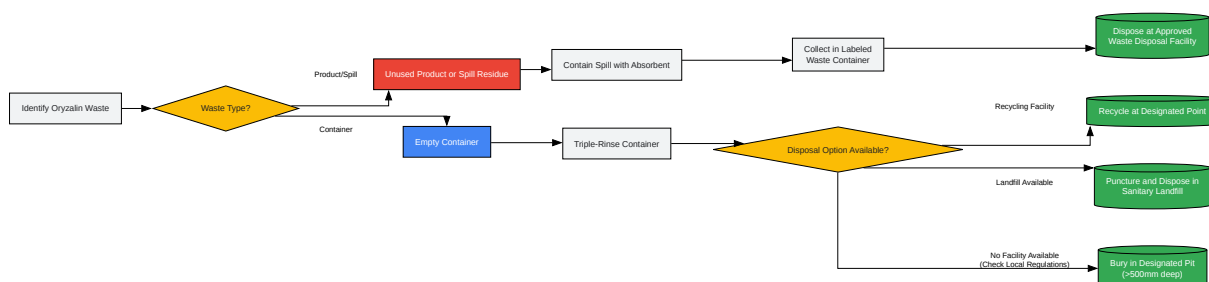 Identify Oryzalin Waste
Waste Type?
Product/Spill
Container
Unused Product or Spill Residue
Empty Container
Contain Spill with Absorbent
Triple-Rinse Container
Collect in Labeled
Waste Container
Disposal Option Available?
Dispose at Approved
Waste Disposal Facility
Recycling Facility
Recycle at Designated Point
Landfill Available
Puncture and Dispose in
Sanitary Landfill
No Facility Available
(Check Local Regulations)
Bury in Designated Pit
(>500mm deep)